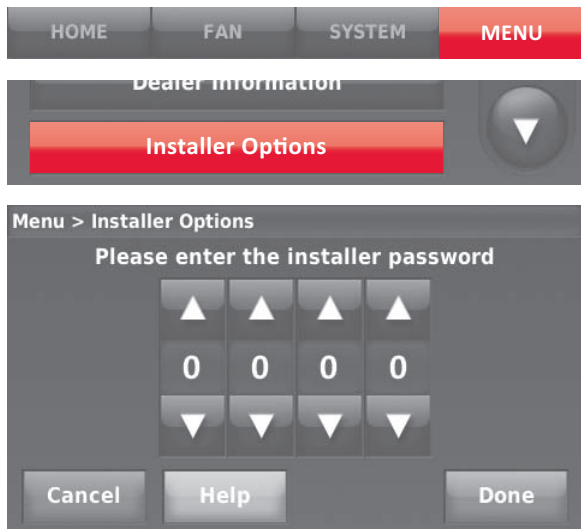 HOME FAN SYSTEM MENU
Dealer Information
Installer Options
Menu > Installer Options
Please enter the installer password
0 0 0 0
Cancel Help Done